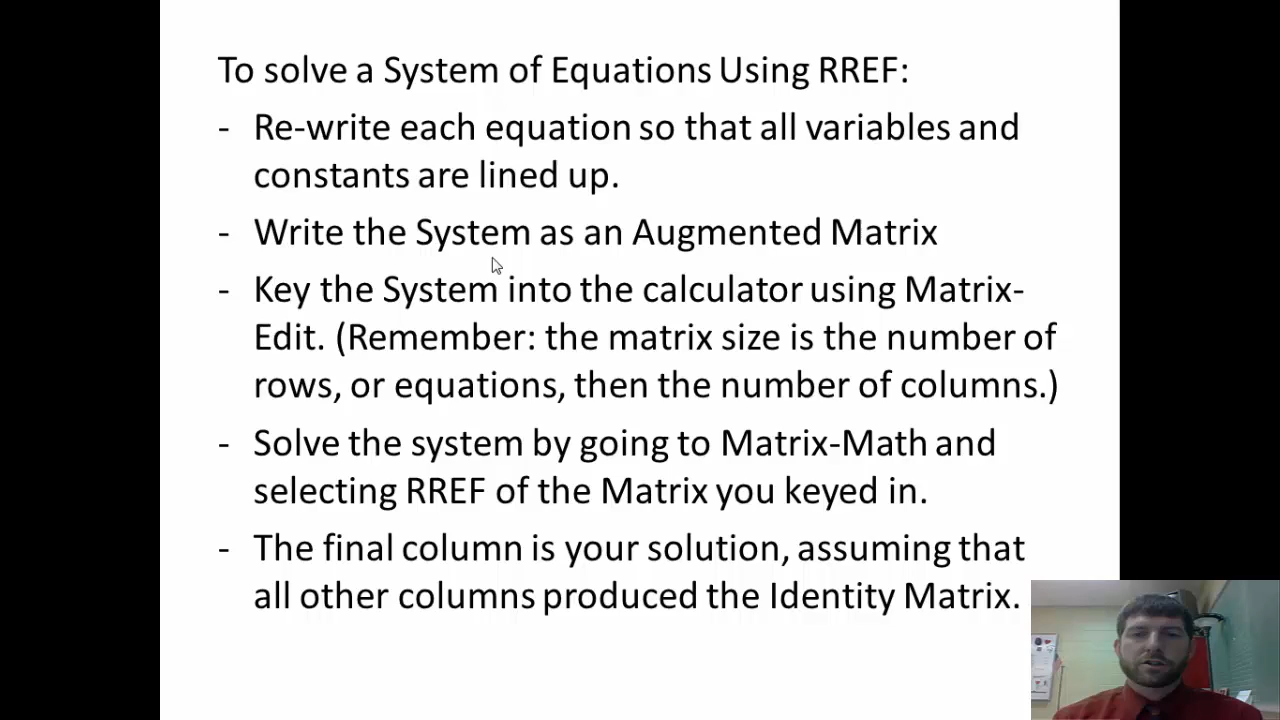 To solve a System of Equations Using RREF:
- Re-write each equation so that all variables and
constants are lined up.
- Write the System as an Augmented Matrix
- Key the System into the calculator using Matrix-
Edit. (Remember: the matrix size is the number of
rows, or equations, then the number of columns.)
- Solve the system by going to Matrix-Math and
selecting RREF of the Matrix you keyed in.
- The final column is your solution, assuming that
all other columns produced the Identity Matrix.